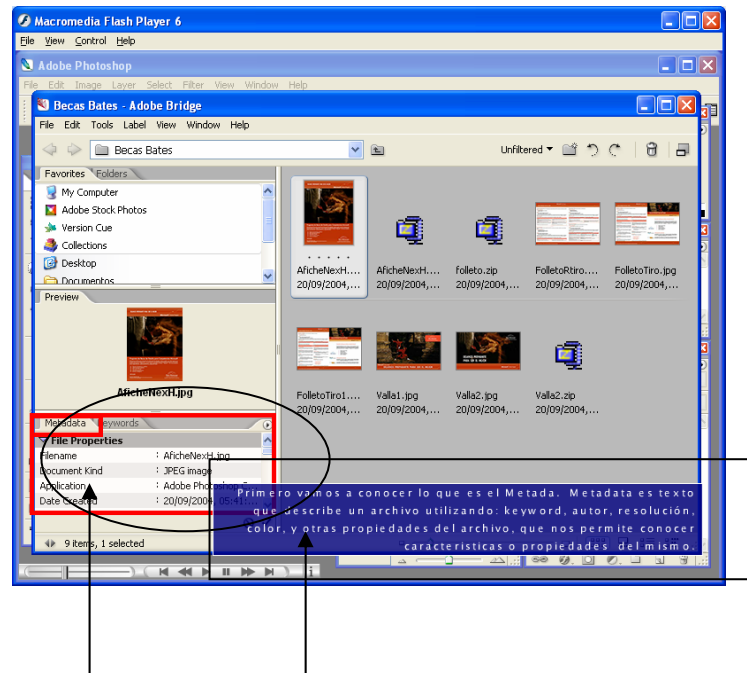 Macromedia Flash Player 6
File View Control Help
Adobe Photoshop
File Edit Image Layer Select Filter View Window Help
Becas Bates - Adobe Bridge
File Edit Tools Label View Window Help
Becas Bates
Unfiltered
Favorites Folders
My Computer
Adobe Stock Photos
Version Cue
Collections
Desktop
Documentos
Preview
AficheNexH.jpg
Metadata Keywords
File Properties
Filename : AficheNexH.jpg
Document Kind : JPEG image
Application : Adobe Photoshop C...
Date Created : 20/09/2004, 05:41:...
9 items, 1 selected
AficheNexH.... AficheNexH.... folleto.zip FolletoRtiro.... FolletoTiro.jpg
20/09/2004,... 20/09/2004,... 20/09/2004,... 20/09/2004,... 20/09/2004,...
FolletoTiro1.... Valla1.jpg Valla2.jpg Valla2.zip
20/09/2004,... 20/09/2004,... 20/09/2004,... 20/09/2004,...
Primero vamos a conocer lo que es el Metada. Metadata es texto
que describe un archivo utilizando: keyword, autor, resolución,
color, y otras propiedades del archivo, que nos permite conocer
caracteristicas o propiedades del mismo.